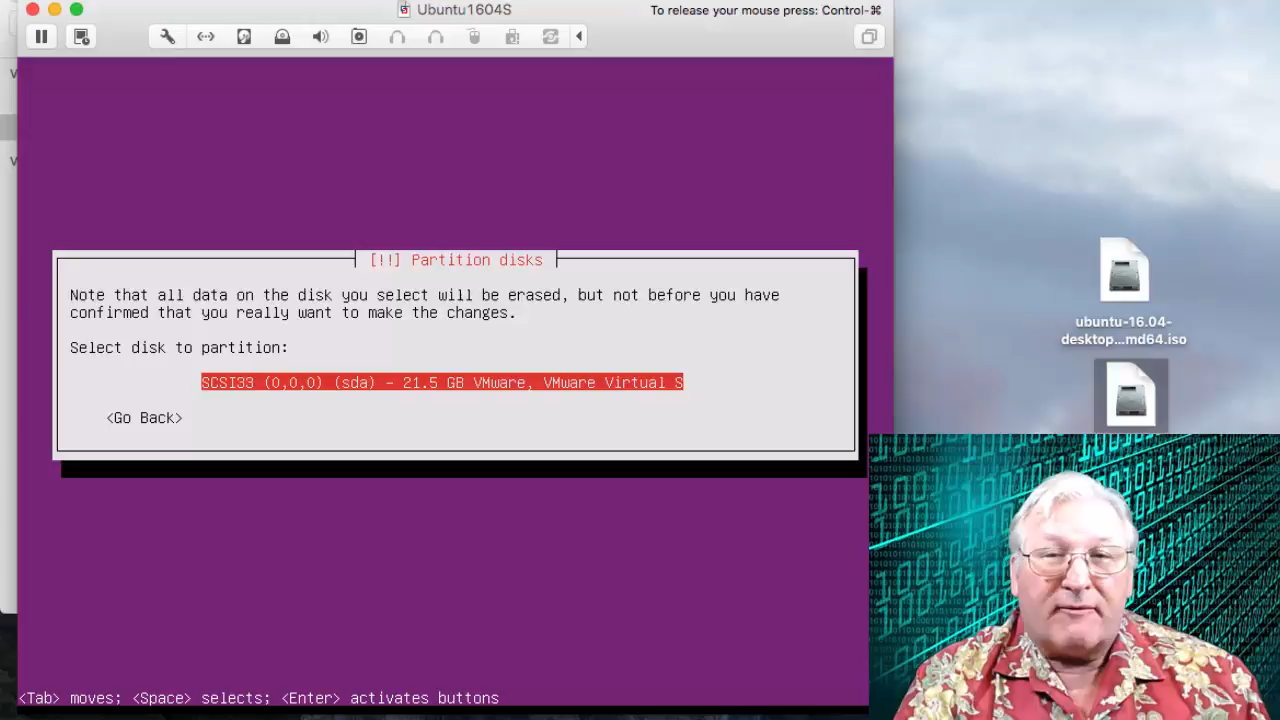 Ubuntu1604S
To release your mouse press: Control-⌘
[!!] Partition disks
Note that all data on the disk you select will be erased, but not before you have
confirmed that you really want to make the changes.
Select disk to partition:
SCSI33 (0,0,0) (sda) - 21.5 GB VMware, VMware Virtual S
<Go Back>
<Tab> moves; <Space> selects; <Enter> activates buttons
ubuntu-16.04-
desktop...md64.iso